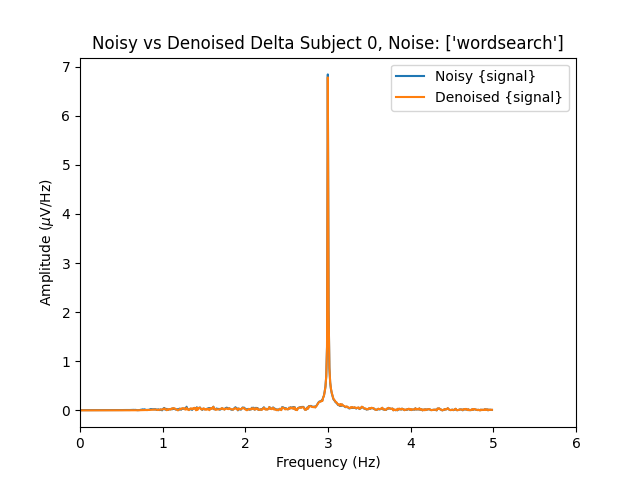 Noisy vs Denoised Delta Subject 0, Noise: ['wordsearch']
Noisy {signal}
Denoised {signal}
Amplitude (μV/Hz)
7
6
5
4
3
2
1
0
0 1 2 3 4 5 6
Frequency (Hz)